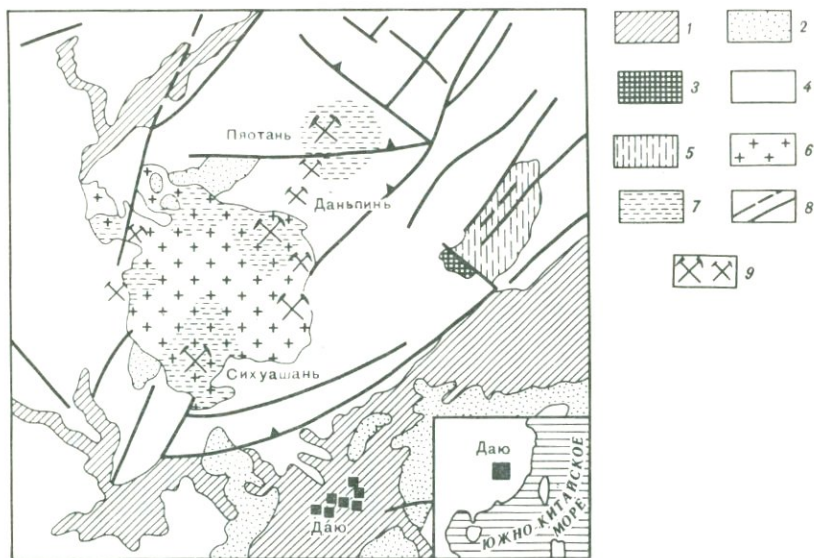 1
2
3
4
5
6
7
8
9
Пяотань
Даньпинь
Сихуашань
Даю
Даю
ЮЖНО КИТАЙСКОЕ
МОРЕ